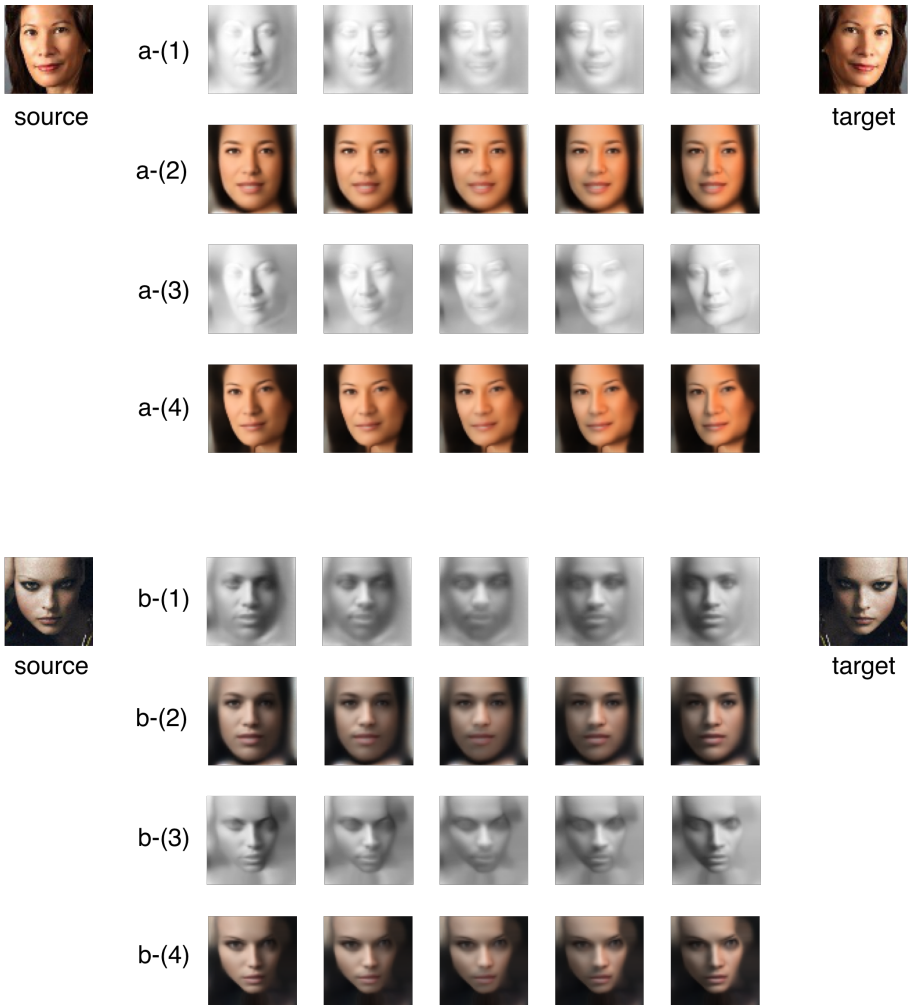 a-(1)
source
target
a-(2)
a-(3)
a-(4)
b-(1)
source
target
b-(2)
b-(3)
b-(4)